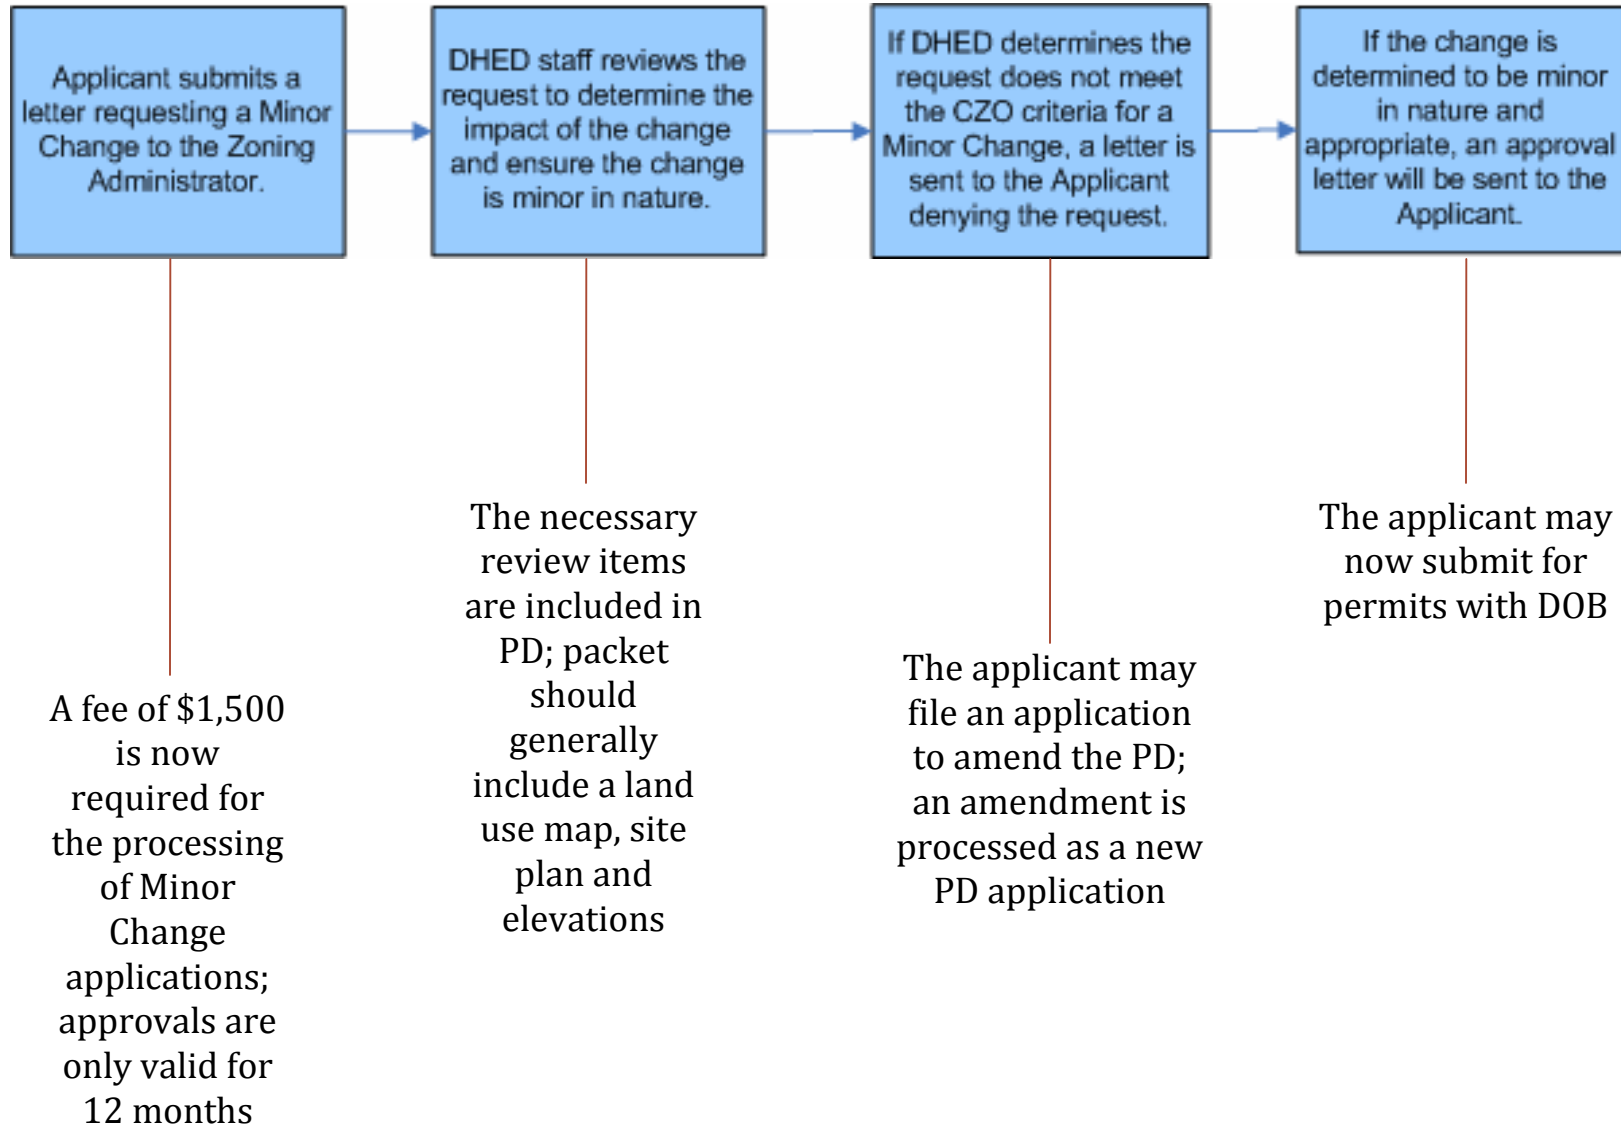 Applicant submits a
letter requesting a Minor
Change to the Zoning
Administrator.
DHED staff reviews the
request to determine the
impact of the change
and ensure the change
is minor in nature.
If DHED determines the
request does not meet
the CZO criteria for a
Minor Change, a letter is
sent to the Applicant
denying the request.
If the change is
determined to be minor
in nature and
appropriate, an approval
letter will be sent to the
Applicant.
A fee of $1,500
is now
required for
the processing
of Minor
Change
applications;
approvals are
only valid for
12 months
The necessary
review items
are included in
PD; packet
should
generally
include a land
use map, site
plan and
elevations
The applicant may
file an application
to amend the PD;
an amendment is
processed as a new
PD application
The applicant may
now submit for
permits with DOB